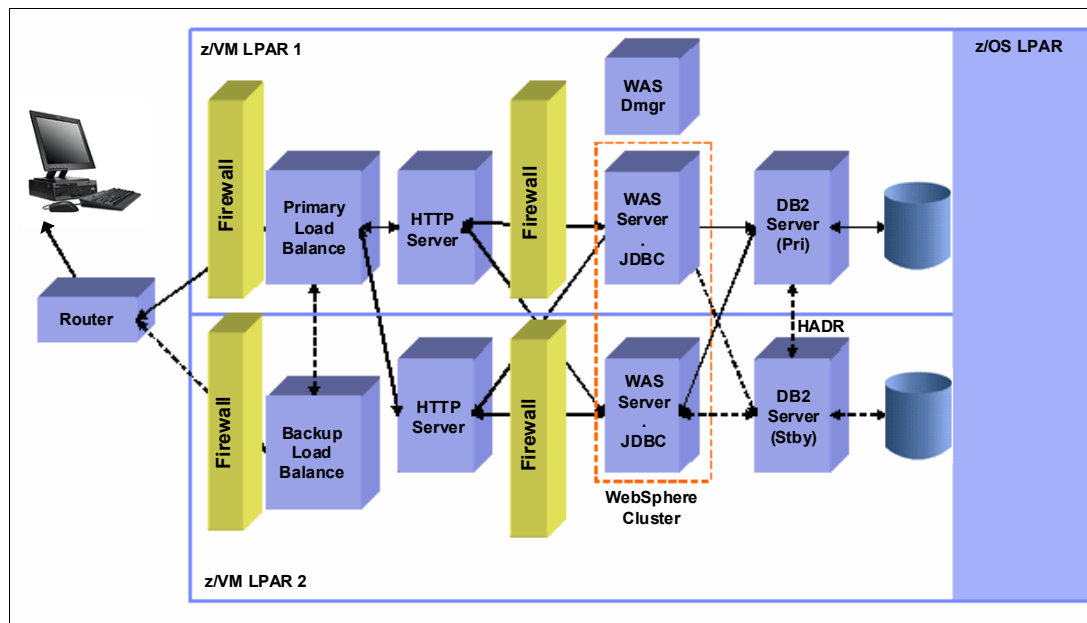 z/VM LPAR 1
z/OS LPAR
WAS
Dmgr
Firewall
Primary
Load
Balance
HTTP
Server
Firewall
WAS
Server
.
JDBC
DB2
Server
(Pri)
Router
HADR
Firewall
Backup
Load
Balance
HTTP
Server
Firewall
WAS
Server
.
JDBC
DB2
Server
(Stby)
WebSphere
Cluster
z/VM LPAR 2